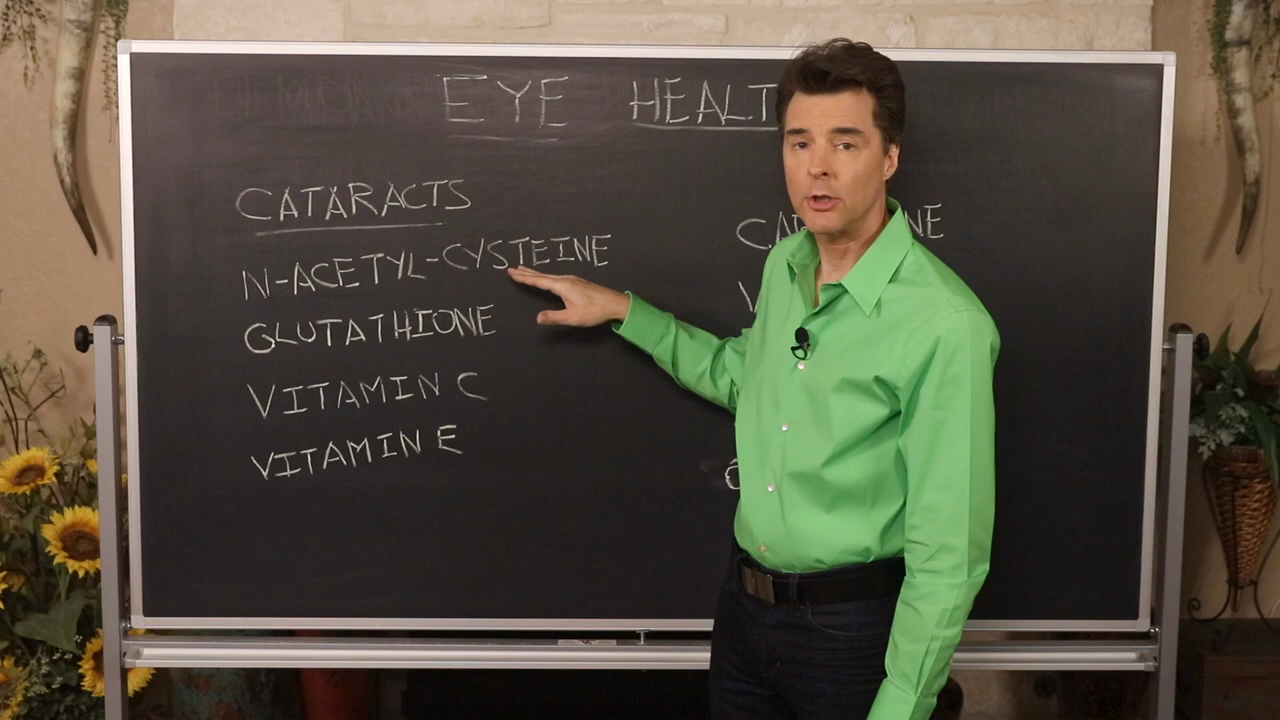 EYE HEALT
CATARACTS
N-ACETYL-CYSTEINE
GLUTATHIONE
VITAMIN C
VITAMIN E